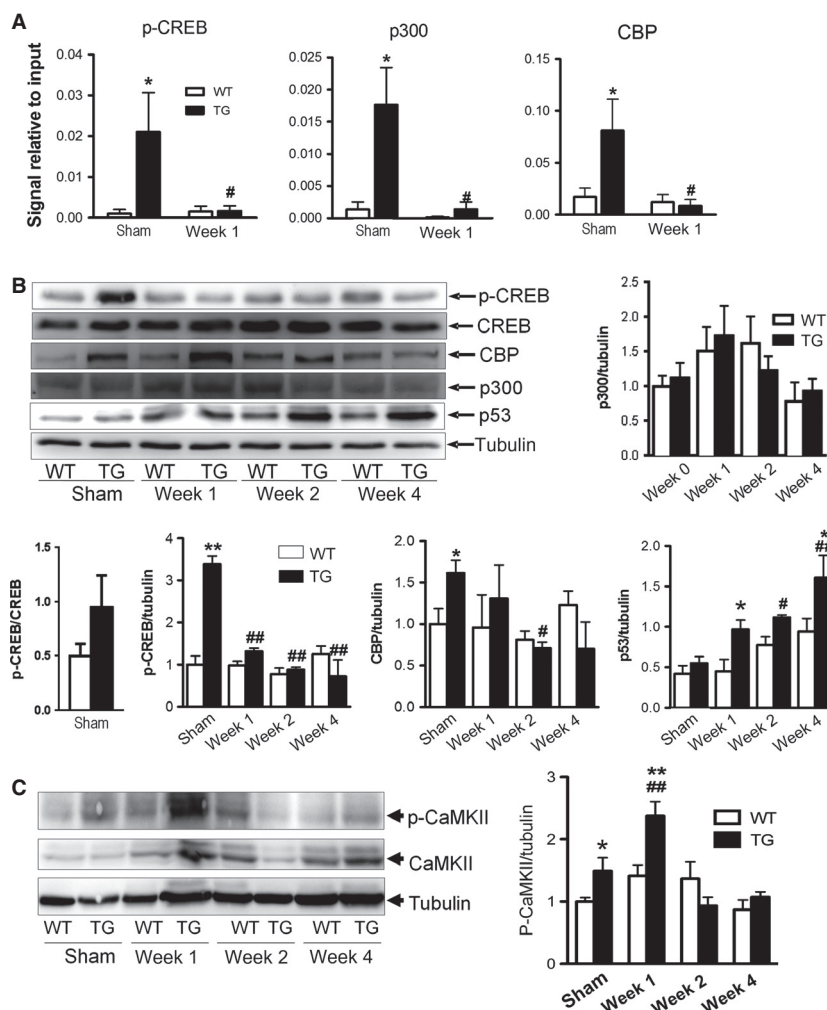 A
p-CREB
p300
CBP
Signal relative to input
0.04
0.03
0.02
0.01
0.00
WT
TG
*
#
Sham
Week 1
0.025
0.020
0.015
0.010
0.005
0.000
*
#
Sham
Week 1
0.15
0.10
0.05
0.00
*
#
Sham
Week 1
B
p-CREB
CREB
CBP
p300
p53
Tubulin
WT TG WT TG WT TG WT TG
Sham Week 1 Week 2 Week 4
p300/tubulin
2.5
2.0
1.5
1.0
0.5
0.0
WT
TG
Week 0 Week 1 Week 2 Week 4
p-CREB/CREB
1.5
1.0
0.5
0.0
Sham
p-CREB/tubulin
4
3
2
1
0
**
##
##
##
WT
TG
Sham Week 1 Week 2 Week 4
CBP/tubulin
2.0
1.5
1.0
0.5
0.0
*
#
Sham Week 1 Week 2 Week 4
p53/tubulin
2.0
1.5
1.0
0.5
0.0
*
#
*
##
Sham Week 1 Week 2 Week 4
C
p-CaMKII
CaMKII
Tubulin
WT TG WT TG WT TG WT TG
Sham Week 1 Week 2 Week 4
P-CaMKII/tubulin
3
2
1
0
*
**
##
WT
TG
Sham Week 1 Week 2 Week 4